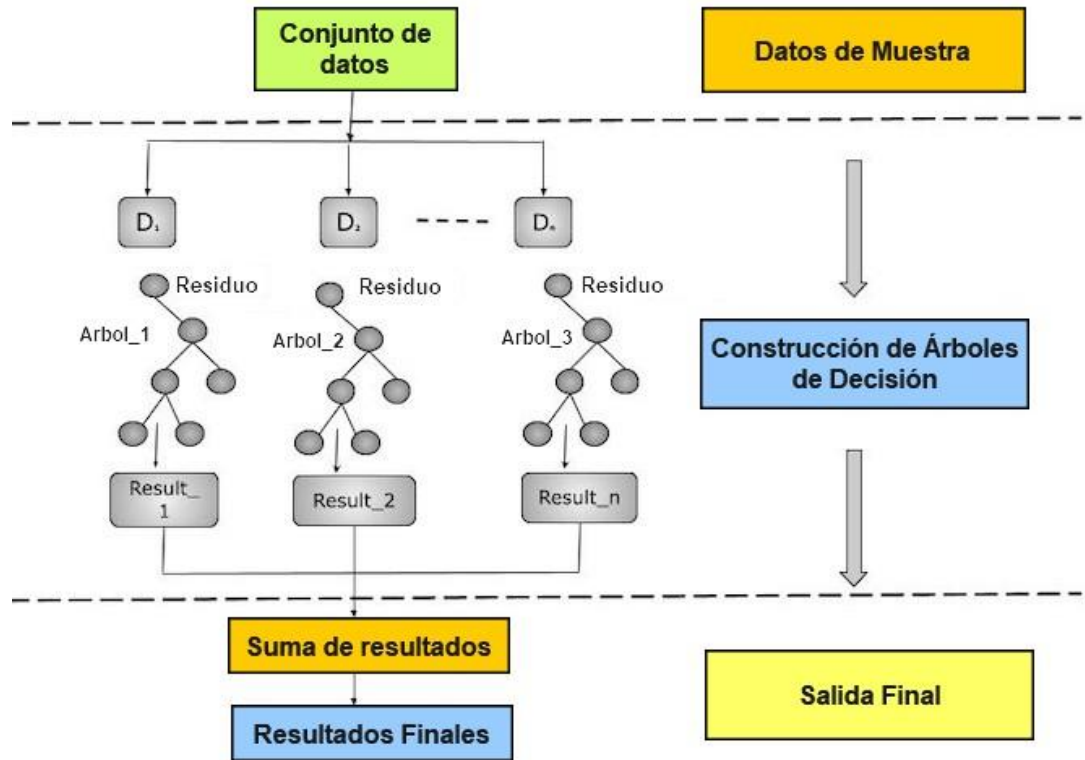 Conjunto de
datos
Datos de Muestra
D₁
D₂
Dₙ
Residuo
Residuo
Residuo
Arbol_1
Arbol_2
Arbol_3
Construcción de Árboles
de Decisión
Result_
1
Result_2
Result_n
Suma de resultados
Salida Final
Resultados Finales